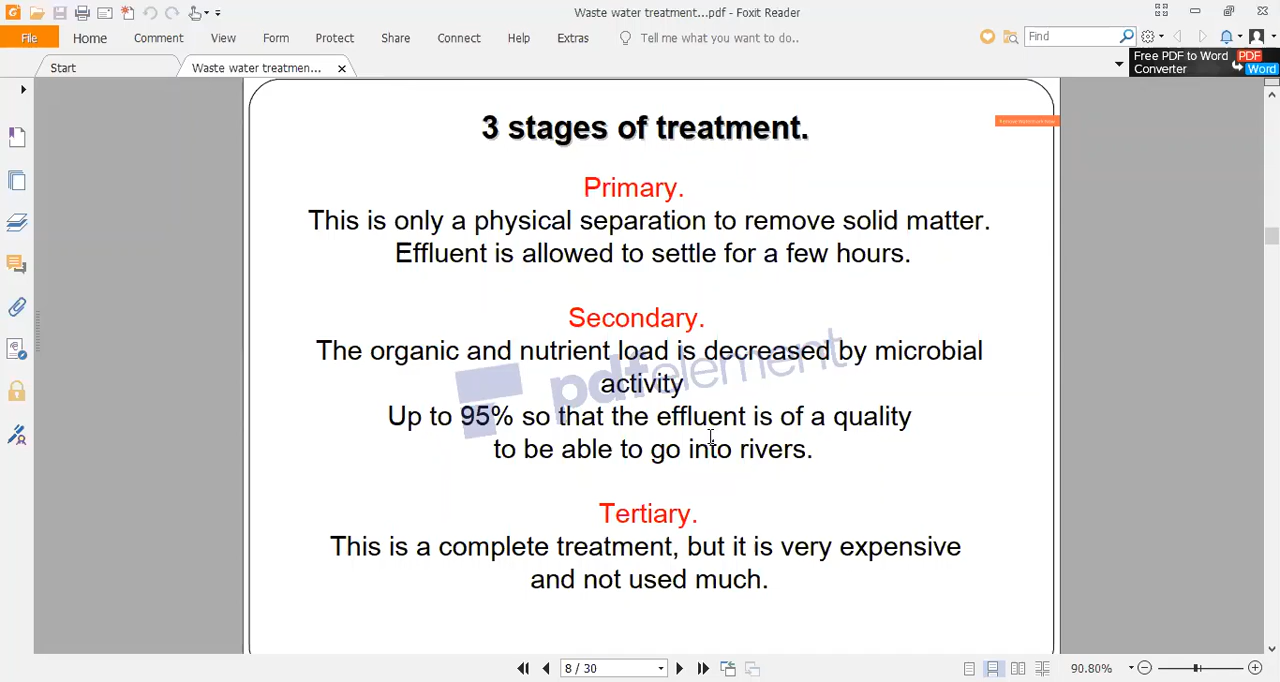 Waste water treatment...pdf - Foxit Reader
File Home Comment View Form Protect Share Connect Help Extras Tell me what you want to do.. Find
Free PDF to Word PDF
Converter Word
Start Waste water treatmen...
3 stages of treatment.
Primary.
This is only a physical separation to remove solid matter.
Effluent is allowed to settle for a few hours.
Secondary.
The organic and nutrient load is decreased by microbial
activity
Up to 95% so that the effluent is of a quality
to be able to go into rivers.
pdfelement
Tertiary.
This is a complete treatment, but it is very expensive
and not used much.
8 / 30 90.80%